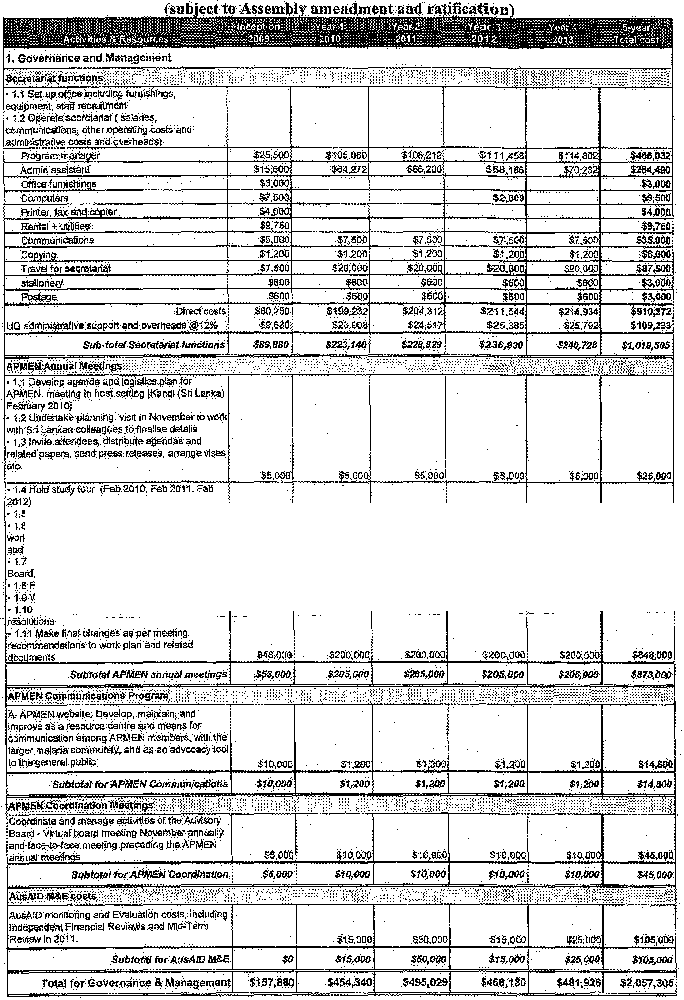 (subject to Assembly amendment and ratification)
Activities & Resources Inception 2009 Year 1 2010 Year 2 2011 Year 3 2012 Year 4 2013 5-year Total cost
1. Governance and Management
Secretariat functions
• 1.1 Set up office including furnishings,
equipment, staff recruitment
• 1.2 Operate secretariat ( salaries,
communications, other operating costs and
administrative costs and overheads)
Program manager $25,500 $105,060 $108,212 $111,458 $114,802 $465,032
Admin assistant $15,600 $64,272 $66,200 $68,186 $70,232 $284,490
Office furnishings $3,000 $3,000
Computers $7,500 $2,000 $9,500
Printer, fax and copier $4,000 $4,000
Rental + utilities $9,750 $9,750
Communications $5,000 $7,500 $7,500 $7,500 $7,500 $35,000
Copying $1,200 $1,200 $1,200 $1,200 $1,200 $6,000
Travel for secretariat $7,500 $20,000 $20,000 $20,000 $20,000 $87,500
stationery $600 $600 $600 $600 $600 $3,000
Postage $600 $600 $600 $600 $600 $3,000
Direct costs $80,250 $199,232 $204,312 $211,544 $214,934 $910,272
UQ administrative support and overheads @12% $9,630 $23,908 $24,517 $25,385 $25,792 $109,233
Sub-total Secretariat functions $89,880 $223,140 $228,829 $236,930 $240,726 $1,019,505
APMEN Annual Meetings
• 1.1 Develop agenda and logistics plan for
APMEN meeting in host setting [Kandi (Sri Lanka)
February 2010]
• 1.2 Undertake planning visit in November to work
with Sri Lankan colleagues to finalise details
• 1.3 Invite attendees, distribute agendas and
related papers, send press releases, arrange visas
etc.
$5,000 $5,000 $5,000 $5,000 $5,000 $25,000
• 1.4 Hold study tour (Feb 2010, Feb 2011, Feb
2012)
• 1.5
• 1.6
work
and
• 1.7
Board,
• 1.8 F
• 1.9 V
• 1.10
resolutions
• 1.11 Make final changes as per meeting
recommendations to work plan and related
documents $48,000 $200,000 $200,000 $200,000 $200,000 $848,000
Subtotal APMEN annual meetings $53,000 $205,000 $205,000 $205,000 $205,000 $873,000
APMEN Communications Program
A. APMEN website: Develop, maintain, and
improve as a resource centre and means for
communication among APMEN members, with the
larger malaria community, and as an advocacy tool
to the general public $10,000 $1,200 $1,200 $1,200 $1,200 $14,800
Subtotal for APMEN Communications $10,000 $1,200 $1,200 $1,200 $1,200 $14,800
APMEN Coordination Meetings
Coordinate and manage activities of the Advisory
Board - Virtual board meeting November annually
and face-to-face meeting preceding the APMEN
annual meetings $5,000 $10,000 $10,000 $10,000 $10,000 $45,000
Subtotal for APMEN Coordination $5,000 $10,000 $10,000 $10,000 $10,000 $45,000
AusAID M&E costs
AusAID monitoring and Evaluation costs, including
Independent Financial Reviews and Mid-Term
Review in 2011. $15,000 $50,000 $15,000 $25,000 $105,000
Subtotal for AusAID M&E $0 $15,000 $50,000 $15,000 $25,000 $105,000
Total for Governance & Management $157,880 $454,340 $495,029 $468,130 $481,926 $2,057,305